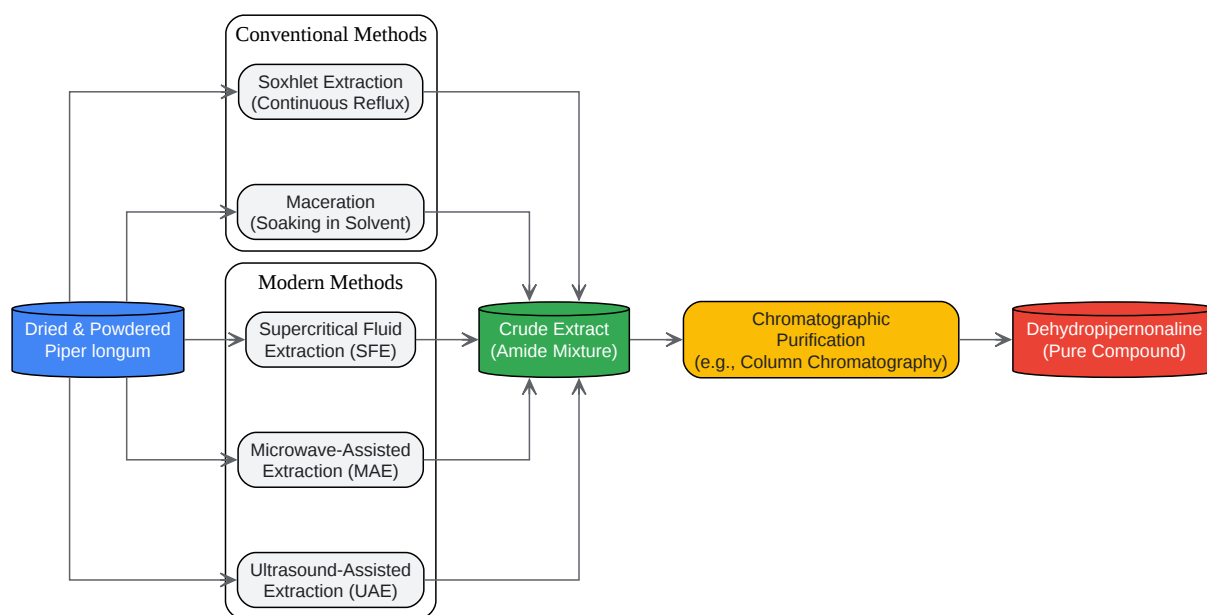 Conventional Methods
Soxhlet Extraction
(Continuous Reflux)
Maceration
(Soaking in Solvent)
Modern Methods
Dried & Powdered
Piper longum
Supercritical Fluid
Extraction (SFE)
Crude Extract
(Amide Mixture)
Chromatographic
Purification
(e.g., Column Chromatography)
Dehydropipernonaline
(Pure Compound)
Microwave-Assisted
Extraction (MAE)
Ultrasound-Assisted
Extraction (UAE)